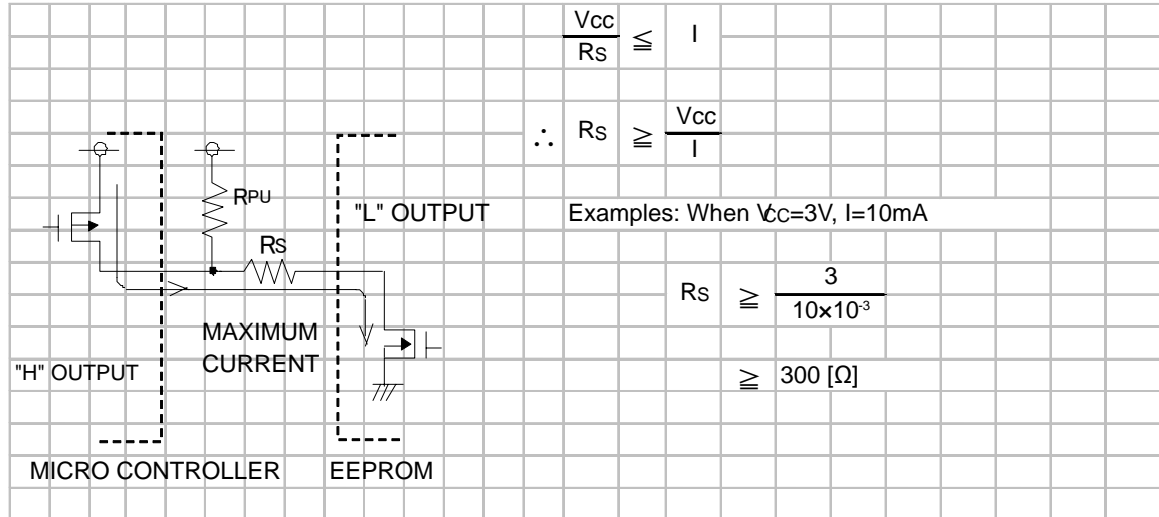 Vcc
Rs ≦ I
∴ Rs ≧ Vcc
I
RPU
"L" OUTPUT
Examples: When VCC=3V, I=10mA
Rs
Rs ≧ 3
10×10-3
MAXIMUM
CURRENT
"H" OUTPUT
≧ 300 [Ω]
MICRO CONTROLLER
EEPROM